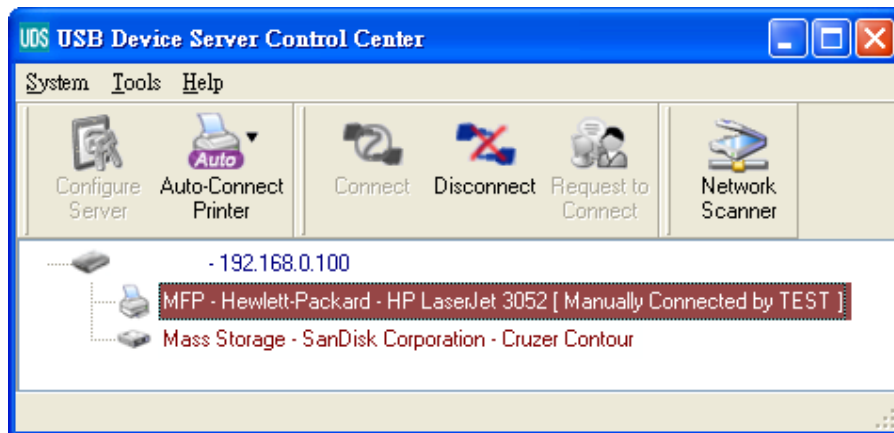 UDS USB Device Server Control Center
System Tools Help
Configure Server
Auto
Auto-Connect Printer
Connect
Disconnect
Request to Connect
Network Scanner
- 192.168.0.100
MFP - Hewlett-Packard - HP LaserJet 3052 [ Manually Connected by TEST ]
Mass Storage - SanDisk Corporation - Cruzer Contour